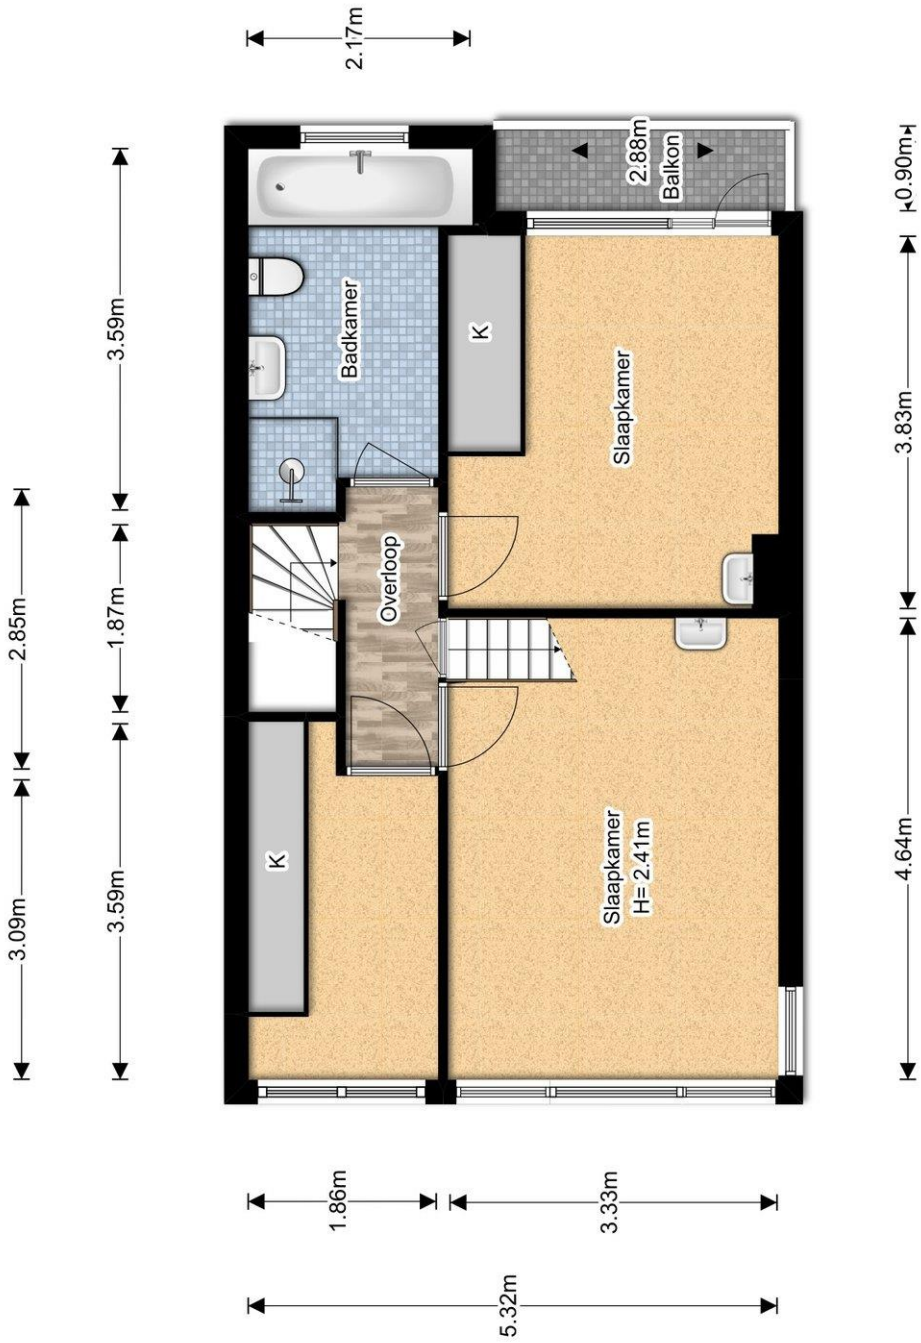 2.17m
3.59m
1.87m
3.59m
2.85m
3.09m
2.88m
Balkon
0.90m
3.83m
4.64m
Badkamer
K
Slaapkamer
Overloop
K
Slaapkamer
H= 2.41m
1.86m
3.33m
5.32m